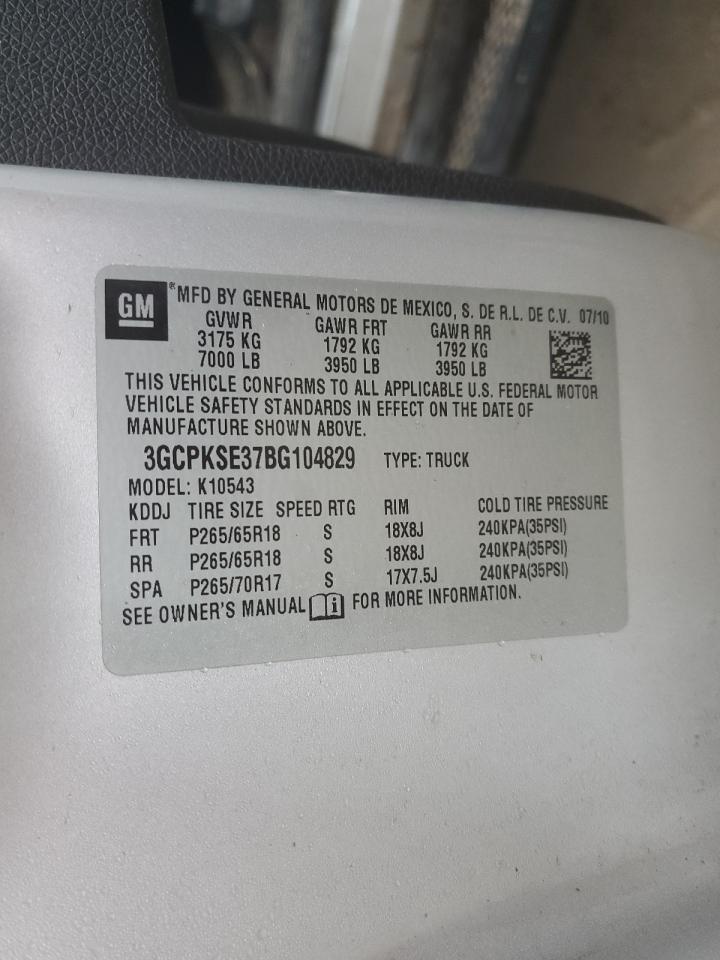 GM ® MFD BY GENERAL MOTORS DE MEXICO, S. DE R.L. DE C.V. 07/10
GVWR GAWR FRT GAWR RR
3175 KG 1792 KG 1792 KG
7000 LB 3950 LB 3950 LB
THIS VEHICLE CONFORMS TO ALL APPLICABLE U.S. FEDERAL MOTOR
VEHICLE SAFETY STANDARDS IN EFFECT ON THE DATE OF
MANUFACTURE SHOWN ABOVE.
3GCPKSE37BG104829 TYPE: TRUCK
MODEL: K10543
KDDJ TIRE SIZE SPEED RTG RIM COLD TIRE PRESSURE
FRT P265/65R18 S 18X8J 240KPA(35PSI)
RR P265/65R18 S 18X8J 240KPA(35PSI)
SPA P265/70R17 S 17X7.5J 240KPA(35PSI)
SEE OWNER'S MANUAL i FOR MORE INFORMATION.